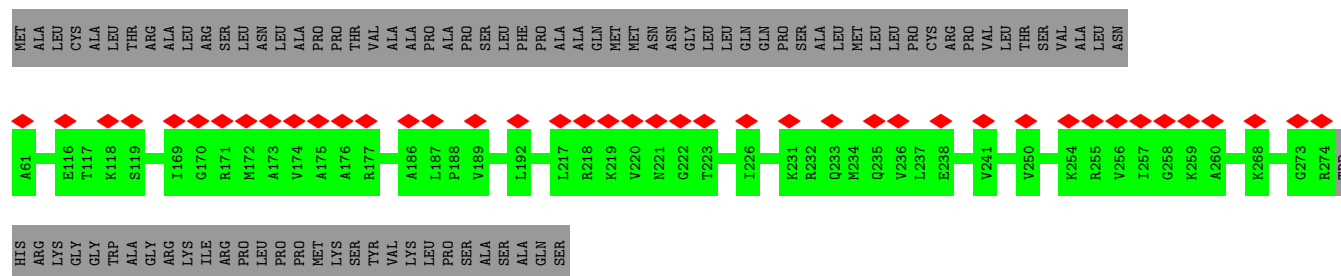 MET ALA LEU CYS ALA LEU THR ARG ALA LEU ARG SER LEU ASN LEU ALA PRO PRO THR VAL ALA ALA PRO ALA PRO SER LEU PHE PRO ALA ALA GLN MET MET ASN ASN GLY LEU LEU GLN GLN PRO SER ALA LEU MET LEU LEU PRO CYS ARG PRO VAL LEU THR SER VAL ALA LEU ASN
A61 E116 T117 K118 S119 I169 G170 R171 M172 A173 V174 A175 A176 R177 A186 L187 P188 V189 L192 L217 R218 K219 V220 N221 G222 T223 I226 K231 R232 Q233 M234 Q235 V236 L237 E238 V241 V250 K254 R255 V256 I257 G258 K259 A260 K268 G273 R274
HIS ARG LYS GLY GLY TRP ALA GLY ARG LYS ILE ARG PRO LEU PRO PRO MET LYS SER TYR VAL LYS LEU PRO SER ALA SER ALA GLN SER